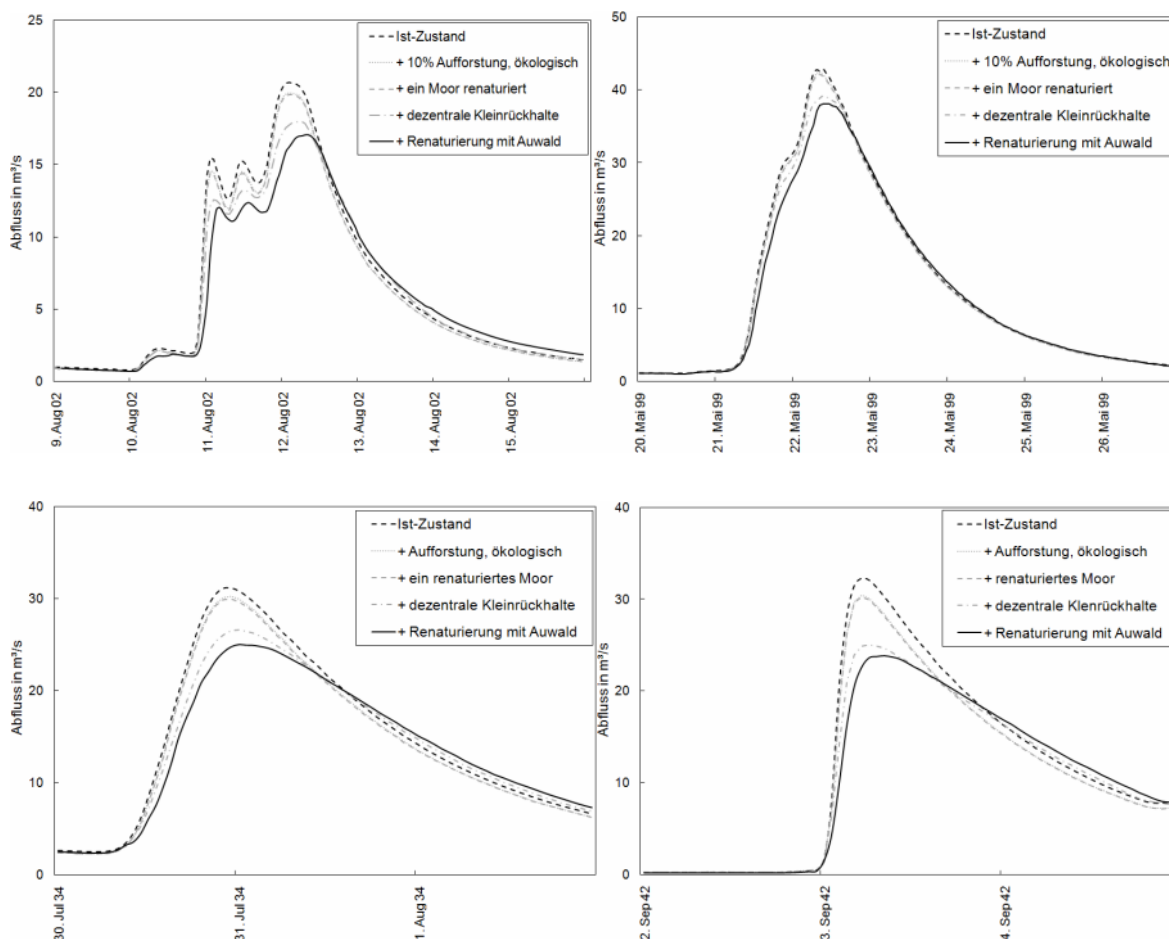 25
20
15
10
5
0
Abfluss in m³/s
Ist-Zustand
+ 10% Aufforstung, ökologisch
+ ein Moor renaturiert
+ dezentrale Kleinrückhalte
+ Renaturierung mit Auwald
9. Aug 02
10. Aug 02
11. Aug 02
12. Aug 02
13. Aug 02
14. Aug 02
15. Aug 02
50
40
30
20
10
0
Abfluss in m³/s
Ist-Zustand
+ 10% Aufforstung, ökologisch
+ ein Moor renaturiert
+ dezentrale Kleinrückhalte
+ Renaturierung mit Auwald
20. Mai 99
21. Mai 99
22. Mai 99
23. Mai 99
24. Mai 99
25. Mai 99
26. Mai 99
40
30
20
10
0
Abfluss in m³/s
Ist-Zustand
+ Aufforstung, ökologisch
+ ein renaturiertes Moor
+ dezentrale Kleinrückhalte
+ Renaturierung mit Auwald
30. Jul 34
31. Jul 34
1. Aug 34
40
30
20
10
0
Abfluss in m³/s
Ist-Zustand
+ Aufforstung, ökologisch
+ renaturiertes Moor
+ dezentrale Klenrückhalte
+ Renaturierung mit Auwald
2. Sep 42
3. Sep 42
4. Sep 42